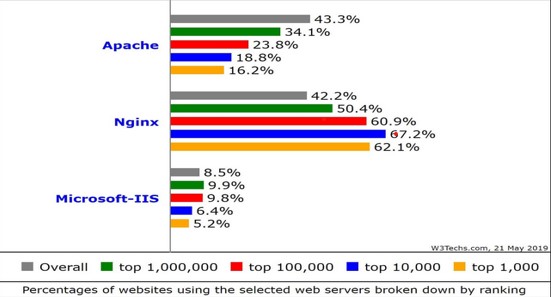 43.3%
34.1%
Apache 23.8%
18.8%
16.2%
42.2%
50.4%
Nginx 60.9%
67.2%
62.1%
8.5%
9.9%
Microsoft-IIS 9.8%
6.4%
5.2%
W3Techs.com, 21 May 2019
Overall top 1,000,000 top 100,000 top 10,000 top 1,000
Percentages of websites using the selected web servers broken down by ranking